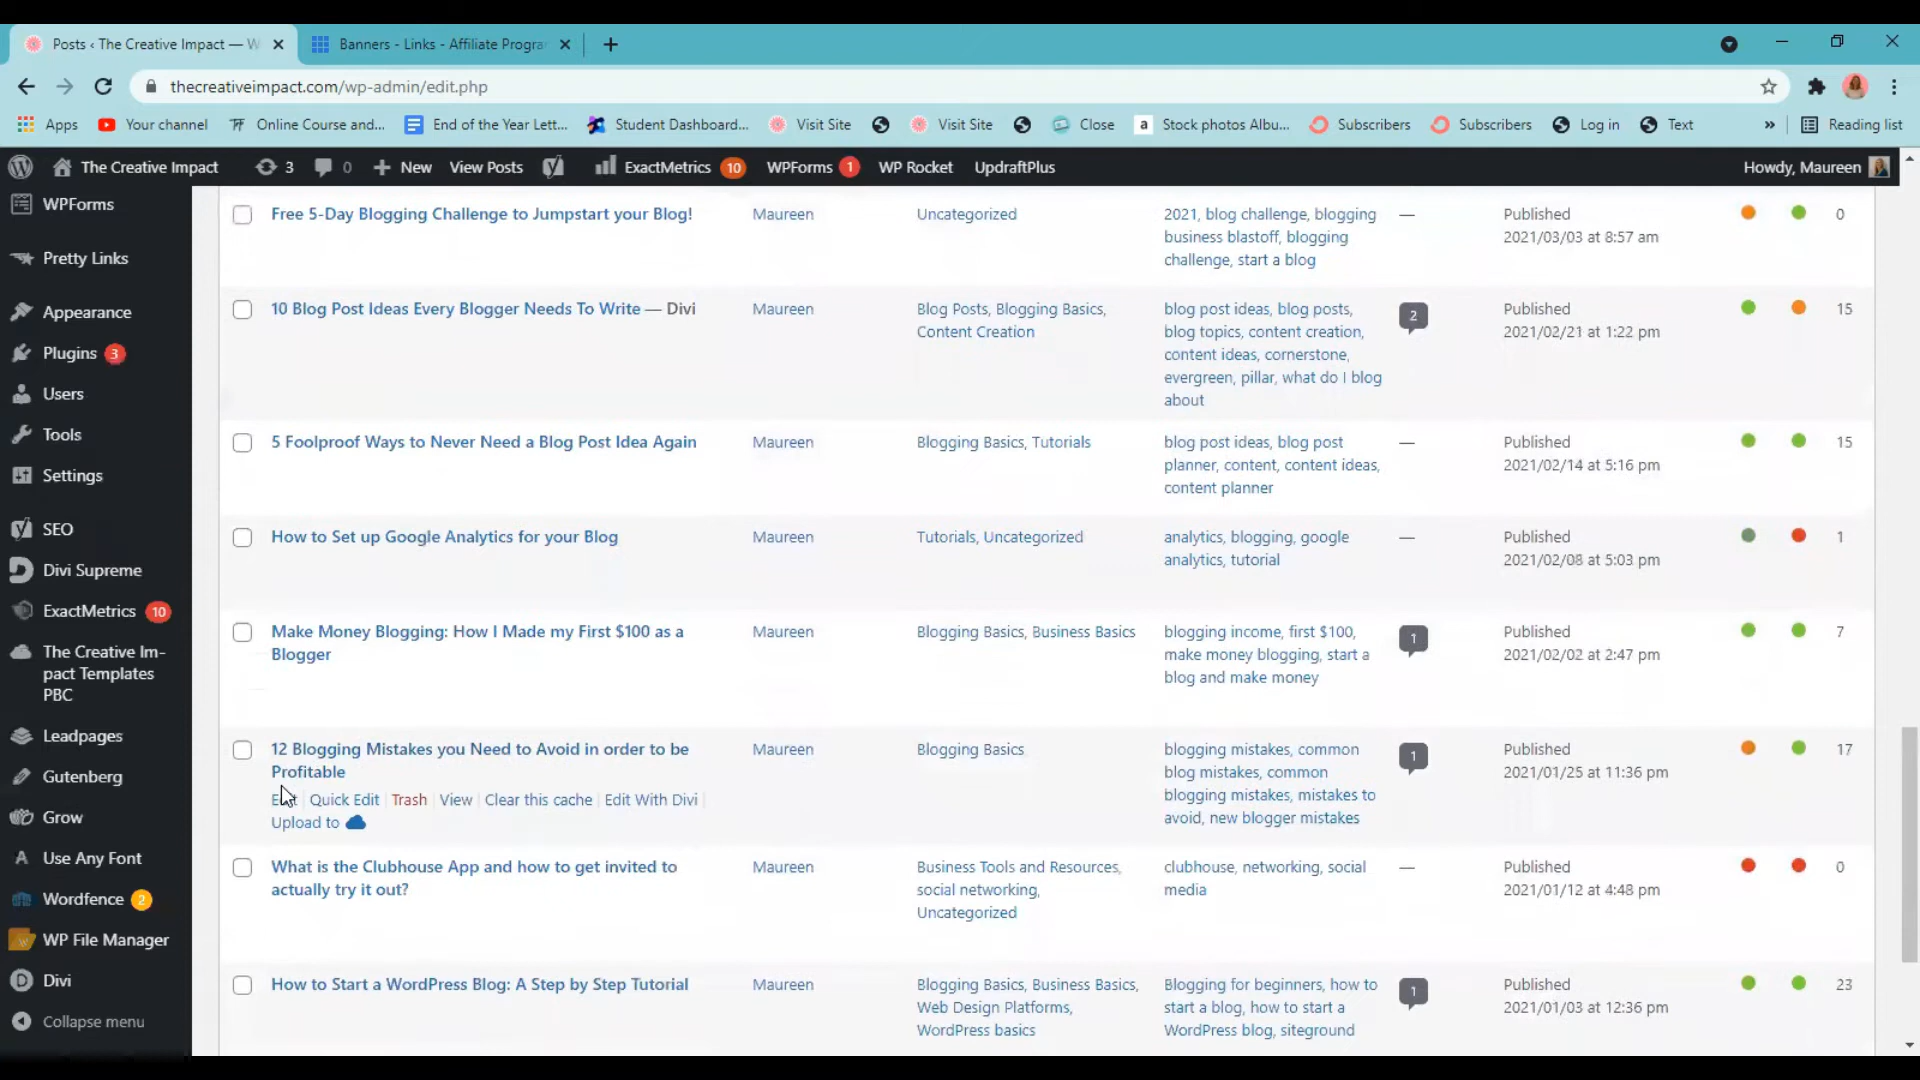 Posts ‹ The Creative Impact — W
Banners - Links - Affiliate Progra
thecreativeimpact.com/wp-admin/edit.php
Apps
Your channel
Online Course and...
End of the Year Lett...
Student Dashboard...
Visit Site
Visit Site
Close
Stock photos Albu...
Subscribers
Subscribers
Log in
Text
»
Reading list
The Creative Impact
3
0
New
View Posts
ExactMetrics 10
WPForms 1
WP Rocket
UpdraftPlus
Howdy, Maureen
WPForms
Pretty Links
Appearance
Plugins 3
Users
Tools
Settings
SEO
Divi Supreme
ExactMetrics 10
The Creative Im-
pact Templates
PBC
Leadpages
Gutenberg
Grow
Use Any Font
Wordfence 2
WP File Manager
Divi
Collapse menu
Free 5-Day Blogging Challenge to Jumpstart your Blog!
Maureen
Uncategorized
2021, blog challenge, blogging
business blastoff, blogging
challenge, start a blog
—
Published
2021/03/03 at 8:57 am
0
10 Blog Post Ideas Every Blogger Needs To Write — Divi
Maureen
Blog Posts, Blogging Basics,
Content Creation
blog post ideas, blog posts,
blog topics, content creation,
content ideas, cornerstone,
evergreen, pillar, what do I blog
about
2
Published
2021/02/21 at 1:22 pm
15
5 Foolproof Ways to Never Need a Blog Post Idea Again
Maureen
Blogging Basics, Tutorials
blog post ideas, blog post
planner, content, content ideas,
content planner
—
Published
2021/02/14 at 5:16 pm
15
How to Set up Google Analytics for your Blog
Maureen
Tutorials, Uncategorized
analytics, blogging, google
analytics, tutorial
—
Published
2021/02/08 at 5:03 pm
1
Make Money Blogging: How I Made my First $100 as a
Blogger
Maureen
Blogging Basics, Business Basics
blogging income, first $100,
make money blogging, start a
blog and make money
1
Published
2021/02/02 at 2:47 pm
7
12 Blogging Mistakes you Need to Avoid in order to be
Profitable
Edit | Quick Edit | Trash | View | Clear this cache | Edit With Divi |
Upload to
Maureen
Blogging Basics
blogging mistakes, common
blog mistakes, common
blogging mistakes, mistakes to
avoid, new blogger mistakes
1
Published
2021/01/25 at 11:36 pm
17
What is the Clubhouse App and how to get invited to
actually try it out?
Maureen
Business Tools and Resources,
social networking,
Uncategorized
clubhouse, networking, social
media
—
Published
2021/01/12 at 4:48 pm
0
How to Start a WordPress Blog: A Step by Step Tutorial
Maureen
Blogging Basics, Business Basics,
Web Design Platforms,
WordPress basics
Blogging for beginners, how to
start a blog, how to start a
WordPress blog, siteground
1
Published
2021/01/03 at 12:36 pm
23